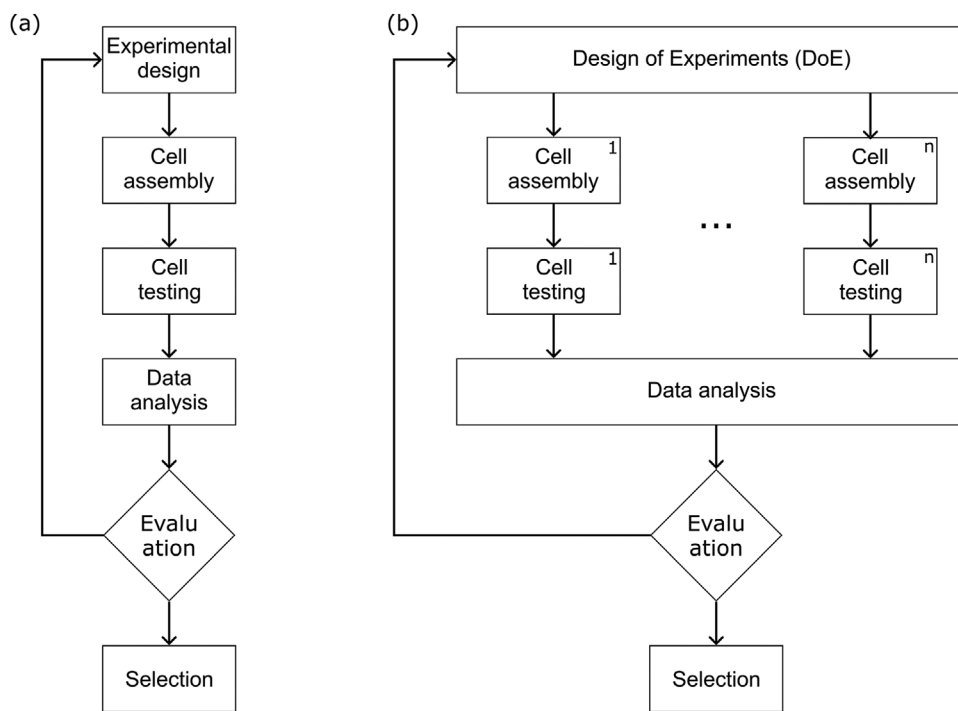 (a)
Experimental
design
Cell
assembly
Cell
testing
Data
analysis
Evalu
ation
Selection
(b)
Design of Experiments (DoE)
1
Cell
assembly
n
Cell
assembly
...
1
Cell
testing
n
Cell
testing
Data analysis
Evalu
ation
Selection